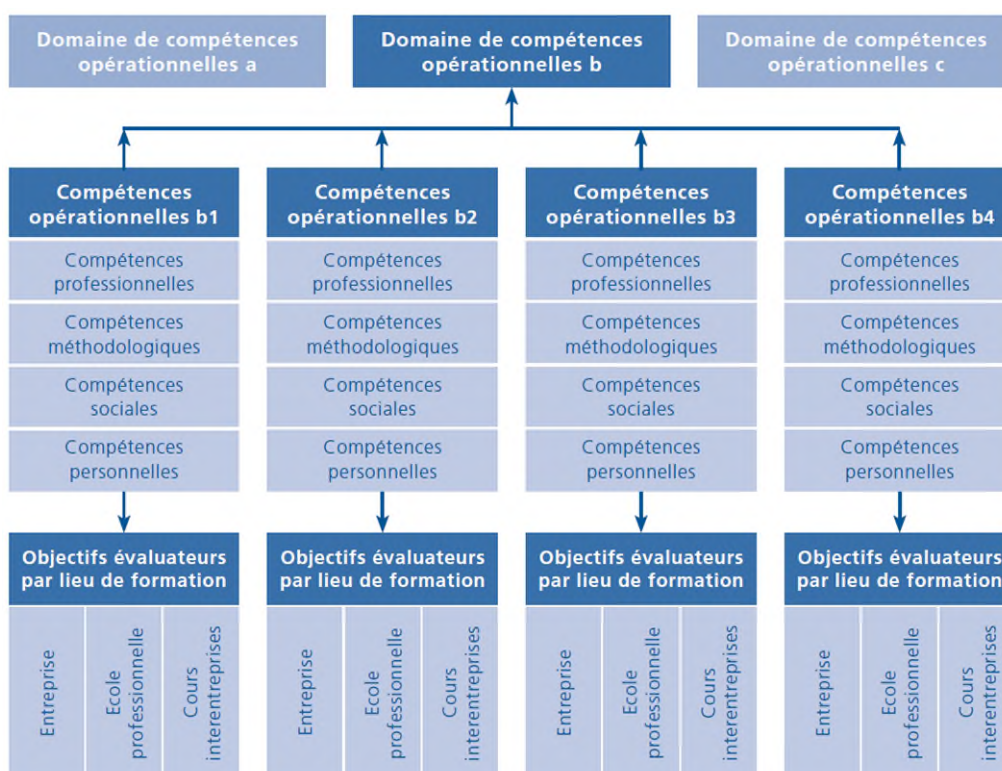 Domaine de compétences
opérationnelles a
Domaine de compétences
opérationnelles b
Domaine de compétences
opérationnelles c
Compétences
opérationnelles b1
Compétences
professionnelles
Compétences
méthodologiques
Compétences
sociales
Compétences
personnelles
Objectifs évaluateurs
par lieu de formation
Entreprise
Ecole
professionnelle
Cours
interentreprises
Compétences
opérationnelles b2
Compétences
professionnelles
Compétences
méthodologiques
Compétences
sociales
Compétences
personnelles
Objectifs évaluateurs
par lieu de formation
Entreprise
Ecole
professionnelle
Cours
interentreprises
Compétences
opérationnelles b3
Compétences
professionnelles
Compétences
méthodologiques
Compétences
sociales
Compétences
personnelles
Objectifs évaluateurs
par lieu de formation
Entreprise
Ecole
professionnelle
Cours
interentreprises
Compétences
opérationnelles b4
Compétences
professionnelles
Compétences
méthodologiques
Compétences
sociales
Compétences
personnelles
Objectifs évaluateurs
par lieu de formation
Entreprise
Ecole
professionnelle
Cours
interentreprises